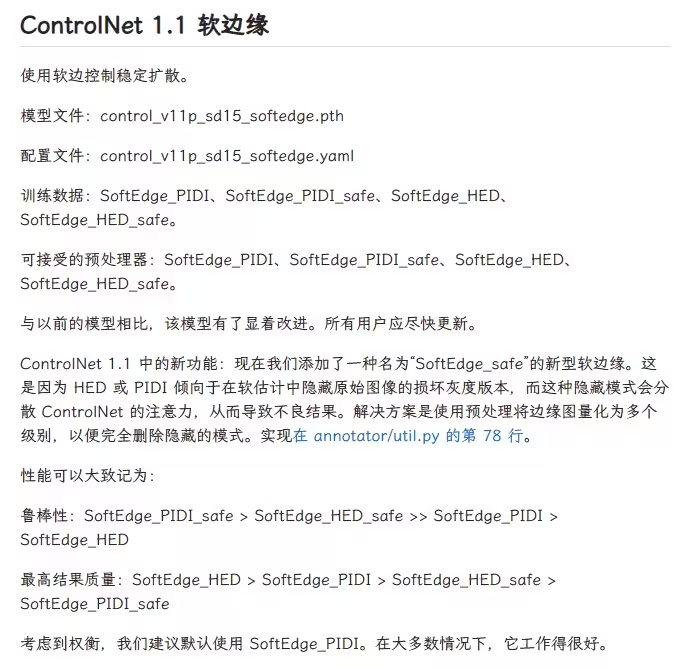 ControlNet 1.1 软边缘
使用软边控制稳定扩散。
模型文件：control_v11p_sd15_softedge.pth
配置文件：control_v11p_sd15_softedge.yaml
训练数据：SoftEdge_PIDI、SoftEdge_PIDI_safe、SoftEdge_HED、
SoftEdge_HED_safe。
可接受的预处理器：SoftEdge_PIDI、SoftEdge_PIDI_safe、SoftEdge_HED、
SoftEdge_HED_safe。
与以前的模型相比，该模型有了显着改进。所有用户应尽快更新。
ControlNet 1.1 中的新功能：现在我们添加了一种名为“SoftEdge_safe”的新型软边缘。这
是因为 HED 或 PIDI 倾向于在软估计中隐藏原始图像的损坏灰度版本，而这种隐藏模式会分
散 ControlNet 的注意力，从而导致不良结果。解决方案是使用预处理将边缘图量化为多个
级别，以便完全删除隐藏的模式。实现在 annotator/util.py 的第 78 行。
性能可以大致记为：
鲁棒性：SoftEdge_PIDI_safe > SoftEdge_HED_safe >> SoftEdge_PIDI >
SoftEdge_HED
最高结果质量：SoftEdge_HED > SoftEdge_PIDI > SoftEdge_HED_safe >
SoftEdge_PIDI_safe
考虑到权衡，我们建议默认使用 SoftEdge_PIDI。在大多数情况下，它工作得很好。